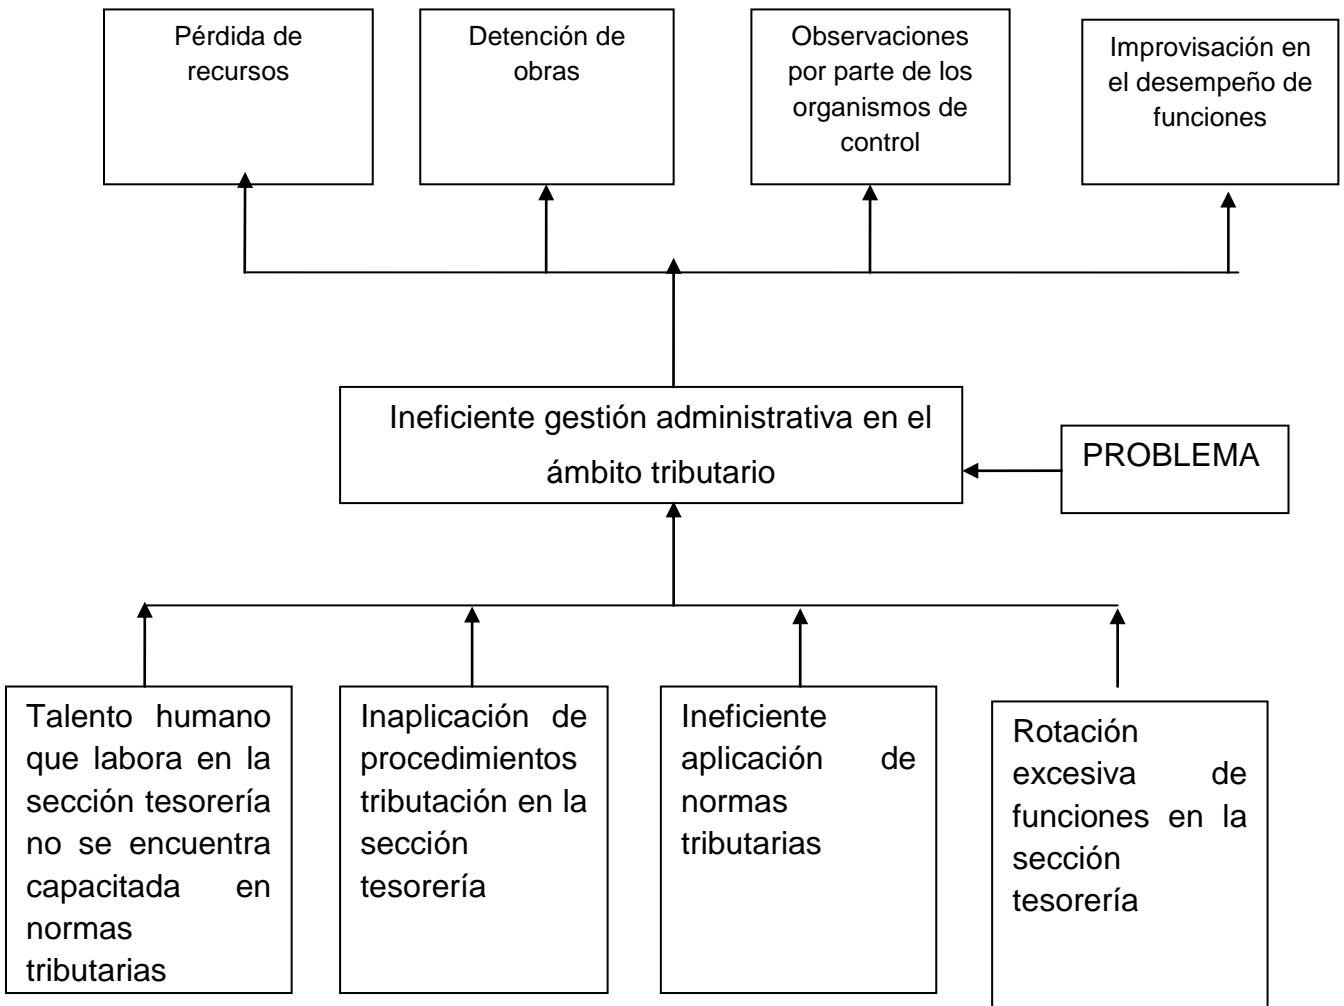 Pérdida de
recursos
Detención de
obras
Observaciones
por parte de los
organismos de
control
Improvisación en
el desempeño de
funciones
Ineficiente gestión administrativa en el
ámbito tributario
PROBLEMA
Talento humano
que labora en la
sección tesorería
no se encuentra
capacitada en
normas
tributarias
Inaplicación de
procedimientos
tributación en la
sección
tesorería
Ineficiente
aplicación de
normas
tributarias
Rotación
excesiva de
funciones en la
sección
tesorería